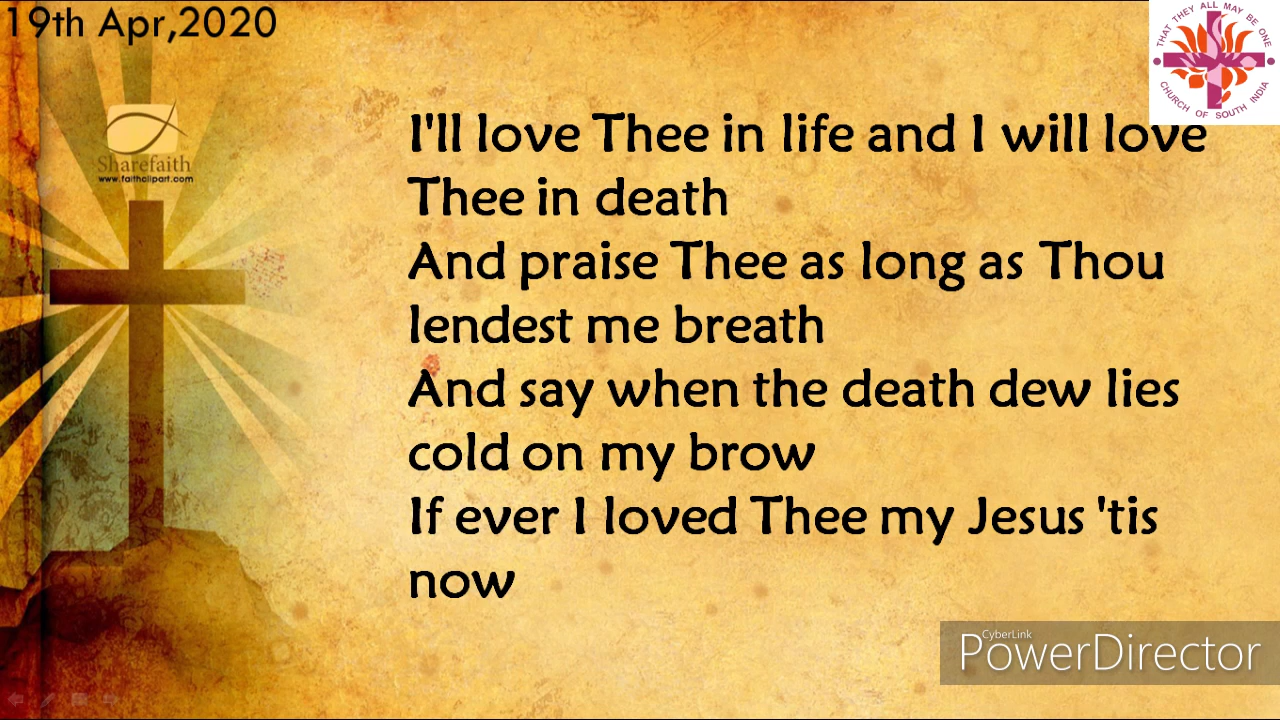 19th Apr,2020
THAT THEY ALL MAY BE ONE
CHURCH OF SOUTH INDIA
Sharefaith
www.faithclipart.com
I'll love Thee in life and I will love
Thee in death
And praise Thee as long as Thou
lendest me breath
And say when the death dew lies
cold on my brow
If ever I loved Thee my Jesus 'tis
now
CyberLink
PowerDirector